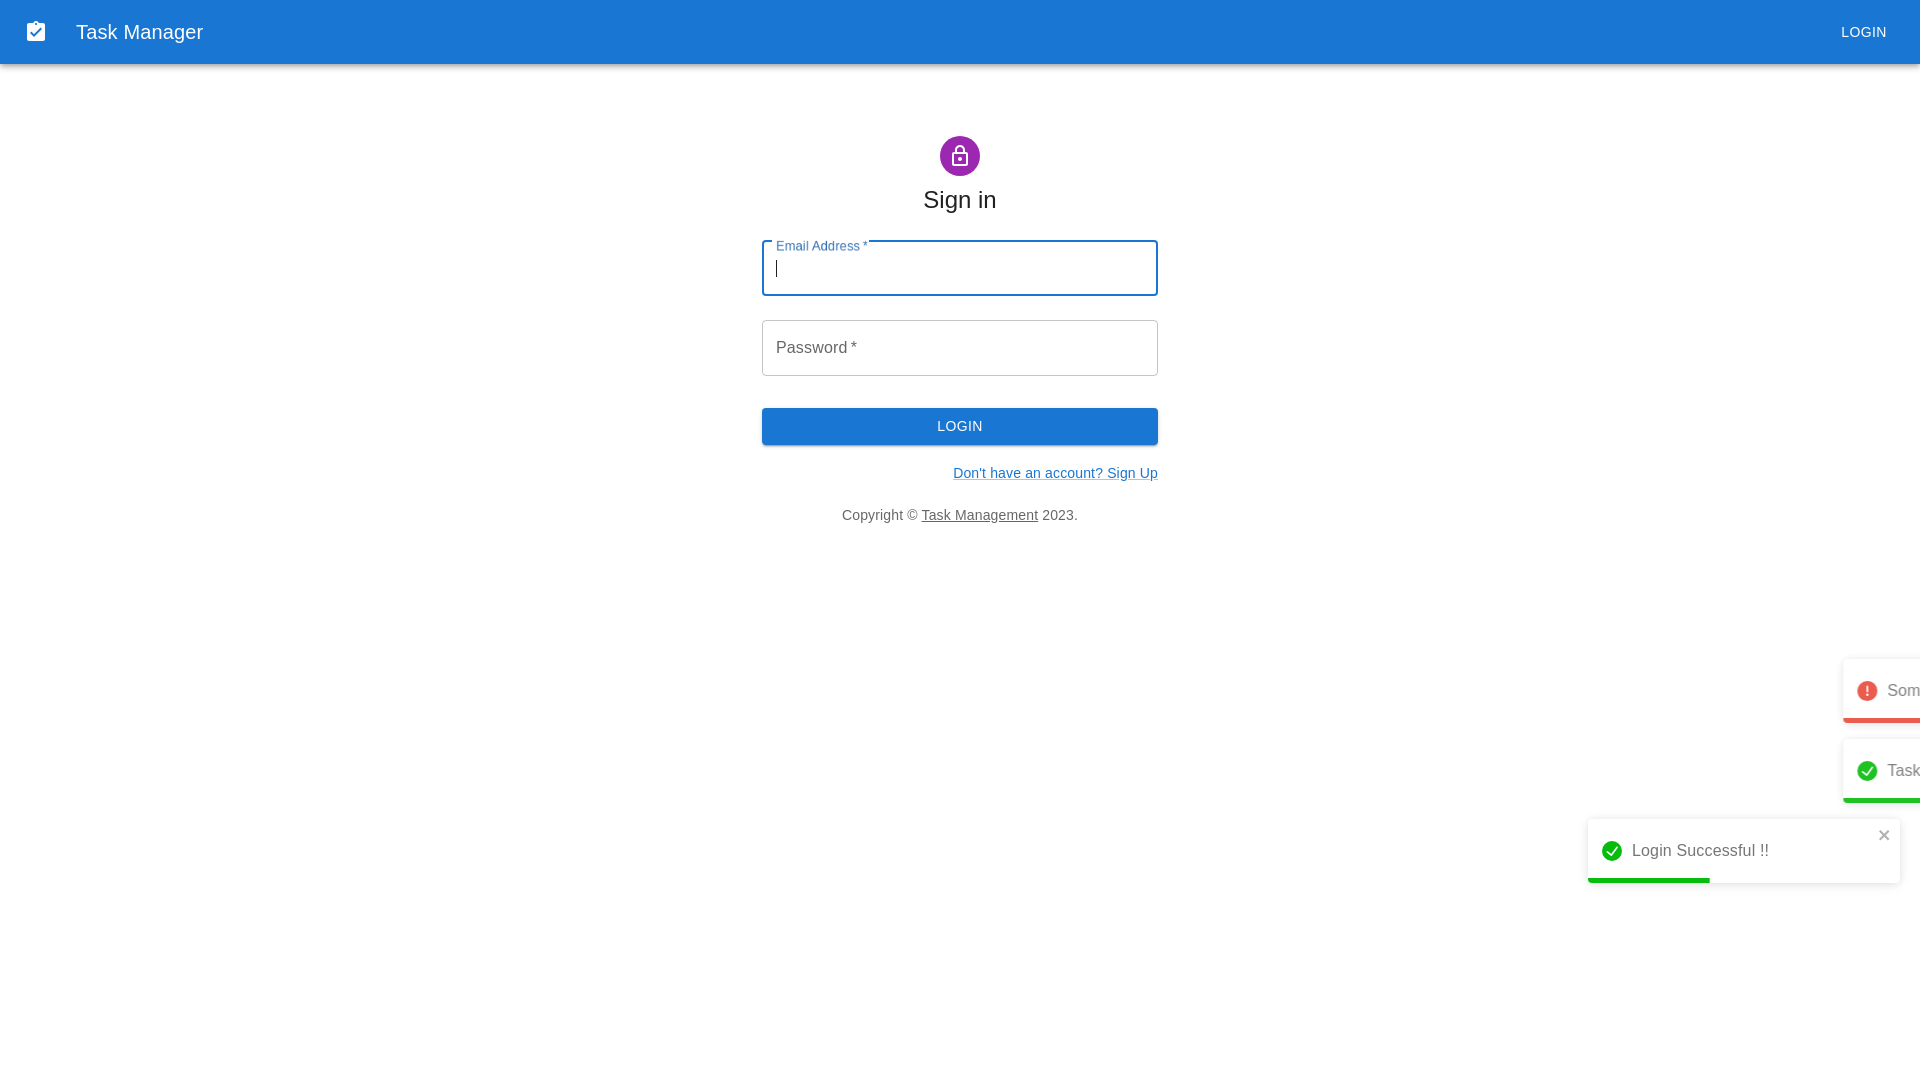 Task Manager
LOGIN
Sign in
Email Address *
Password *
LOGIN
Don't have an account? Sign Up
Copyright © Task Management 2023.
Som
Task
Login Successful !!